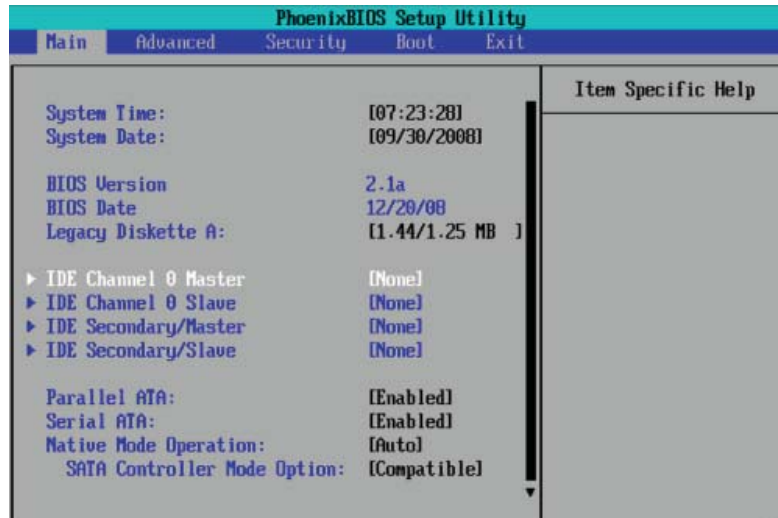 PhoenixBIOS Setup Utility
Main Advanced Security Boot Exit
Item Specific Help
System Time: [07:23:28]
System Date: [09/30/2008]
BIOS Version 2.1a
BIOS Date 12/20/08
Legacy Diskette A: [1.44/1.25 MB ]
IDE Channel 0 Master [None]
IDE Channel 0 Slave [None]
IDE Secondary/Master [None]
IDE Secondary/Slave [None]
Parallel ATA: [Enabled]
Serial ATA: [Enabled]
Native Mode Operation: [Auto]
SATA Controller Mode Option: [Compatible]